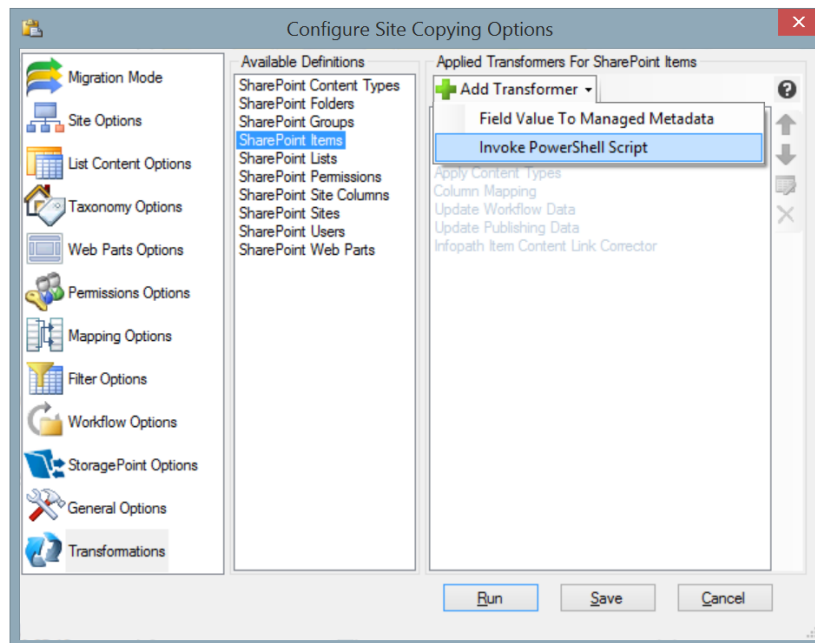 Configure Site Copying Options
Migration Mode
Site Options
List Content Options
Taxonomy Options
Web Parts Options
Permissions Options
Mapping Options
Filter Options
Workflow Options
StoragePoint Options
General Options
Transformations
Available Definitions
SharePoint Content Types
SharePoint Folders
SharePoint Groups
SharePoint Items
SharePoint Lists
SharePoint Permissions
SharePoint Site Columns
SharePoint Sites
SharePoint Users
SharePoint Web Parts
Applied Transformers For SharePoint Items
Add Transformer
Field Value To Managed Metadata
Invoke PowerShell Script
Apply Content Types
Column Mapping
Update Workflow Data
Update Publishing Data
Infopath Item Content Link Corrector
Run
Save
Cancel